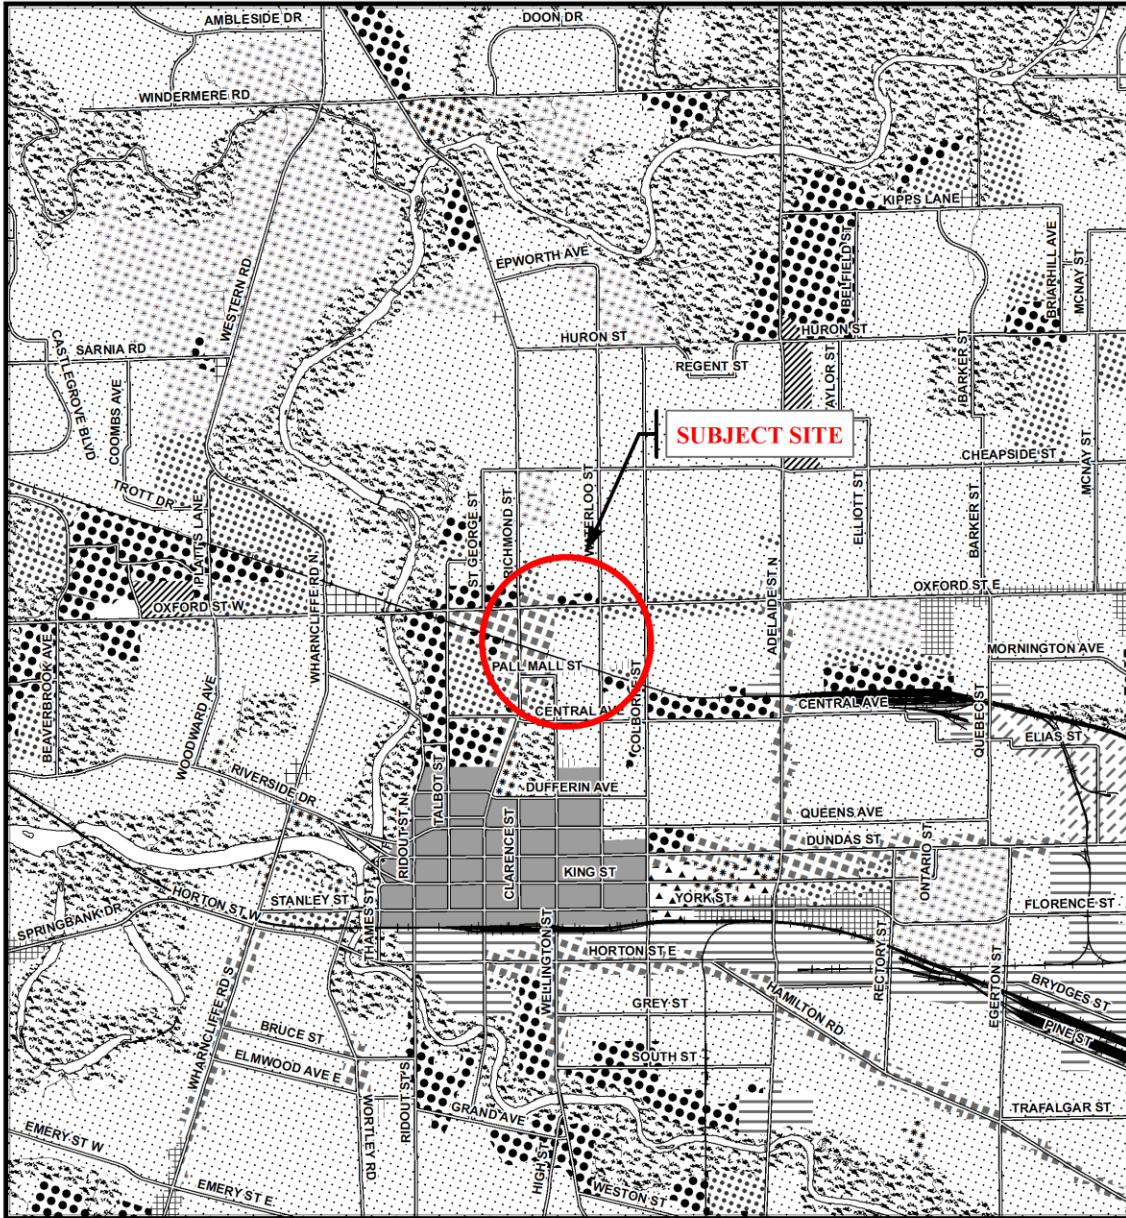 AMBLESIDE DR
DOON DR
WINDERMERE RD
KIPPS LANE
EPWORTH AVE
WESTERN RD
BELFIELD ST
BRIARHILL AVE
MCNAY ST
HURON ST
HURON ST
SARNIA RD
REGENT ST
CASTLEGROVE BLVD
COOMBS AVE
AYLOR ST
BARKER ST
SUBJECT SITE
CHEAPSIDE ST
MCNAY ST
TROTT DR
PLATTS LANE
ST GEORGE ST
RICHMOND ST
WATERLOO ST
ELLIOTT ST
BARKER ST
OXFORD ST W
WHARNCLIFFE RD N
OXFORD ST E
ADELAIDE ST N
BEAVERBROOK AVE
WOODWARD AVE
PALL MALL ST
MORNINGTON AVE
COLBORNE ST
CENTRAL AVE
CENTRAL AVE
QUEBEC ST
ELIAS ST
RIVERSIDE DR
TALBOT ST
DUFFERIN AVE
RIDOUT ST N
CLARENCE ST
QUEENS AVE
DUNDAS ST
KING ST
ONTARIO ST
HORTON ST W
STANLEY ST
YORK ST
FLORENCE ST
SPRINGBANK DR
THAMES ST
WELLINGTON ST
HORTON ST E
RECTORY ST
EGERTON ST
BRYDGES ST
WHARNCLIFFE RD S
GREY ST
HAMILTON RD
PINE ST
BRUCE ST
ELMWOOD AVE E
SOUTH ST
RIDOUT ST S
WORTLEY RD
GRAND AVE
TRAFALGAR ST
EMERY ST W
HIGH ST
EMERY ST E
WESTON ST